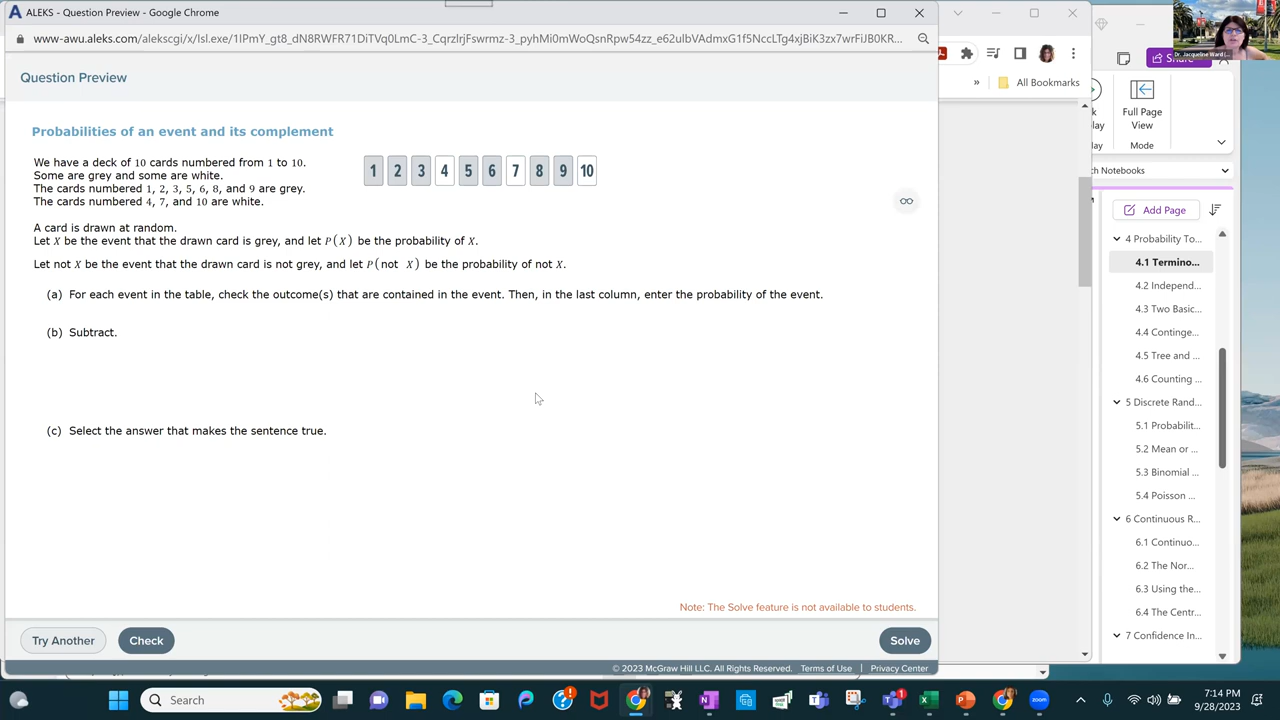 ALEKS - Question Preview - Google Chrome
Question Preview
Probabilities of an event and its complement
We have a deck of 10 cards numbered from 1 to 10.
Some are grey and some are white.
The cards numbered 1, 2, 3, 5, 6, 8, and 9 are grey.
The cards numbered 4, 7, and 10 are white.
1 2 3 4 5 6 7 8 9 10
A card is drawn at random.
Let X be the event that the drawn card is grey, and let P(X) be the probability of X.
Let not X be the event that the drawn card is not grey, and let P(not X) be the probability of not X.
(a) For each event in the table, check the outcome(s) that are contained in the event. Then, in the last column, enter the probability of the event.
(b) Subtract.
(c) Select the answer that makes the sentence true.
Note: The Solve feature is not available to students.
Try Another
Check
Solve
© 2023 McGraw Hill LLC. All Rights Reserved. Terms of Use | Privacy Center
» All Bookmarks
Share
Dr. Jacqueline Ward
Full Page
View
Mode
lay
lay
ch Notebooks
Add Page
4 Probability To...
4.1 Termino...
4.2 Independ...
4.3 Two Basic...
4.4 Continge...
4.5 Tree and ...
4.6 Counting ...
5 Discrete Rand...
5.1 Probabilit...
5.2 Mean or ...
5.3 Binomial ...
5.4 Poisson ...
6 Continuous R...
6.1 Continuo...
6.2 The Nor...
6.3 Using the...
6.4 The Centr...
7 Confidence In...
Search
7:14 PM
9/28/2023